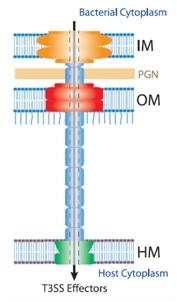 Bacterial Cytoplasm
IM
PGN
OM
HM
Host Cytoplasm
T3SS Effectors